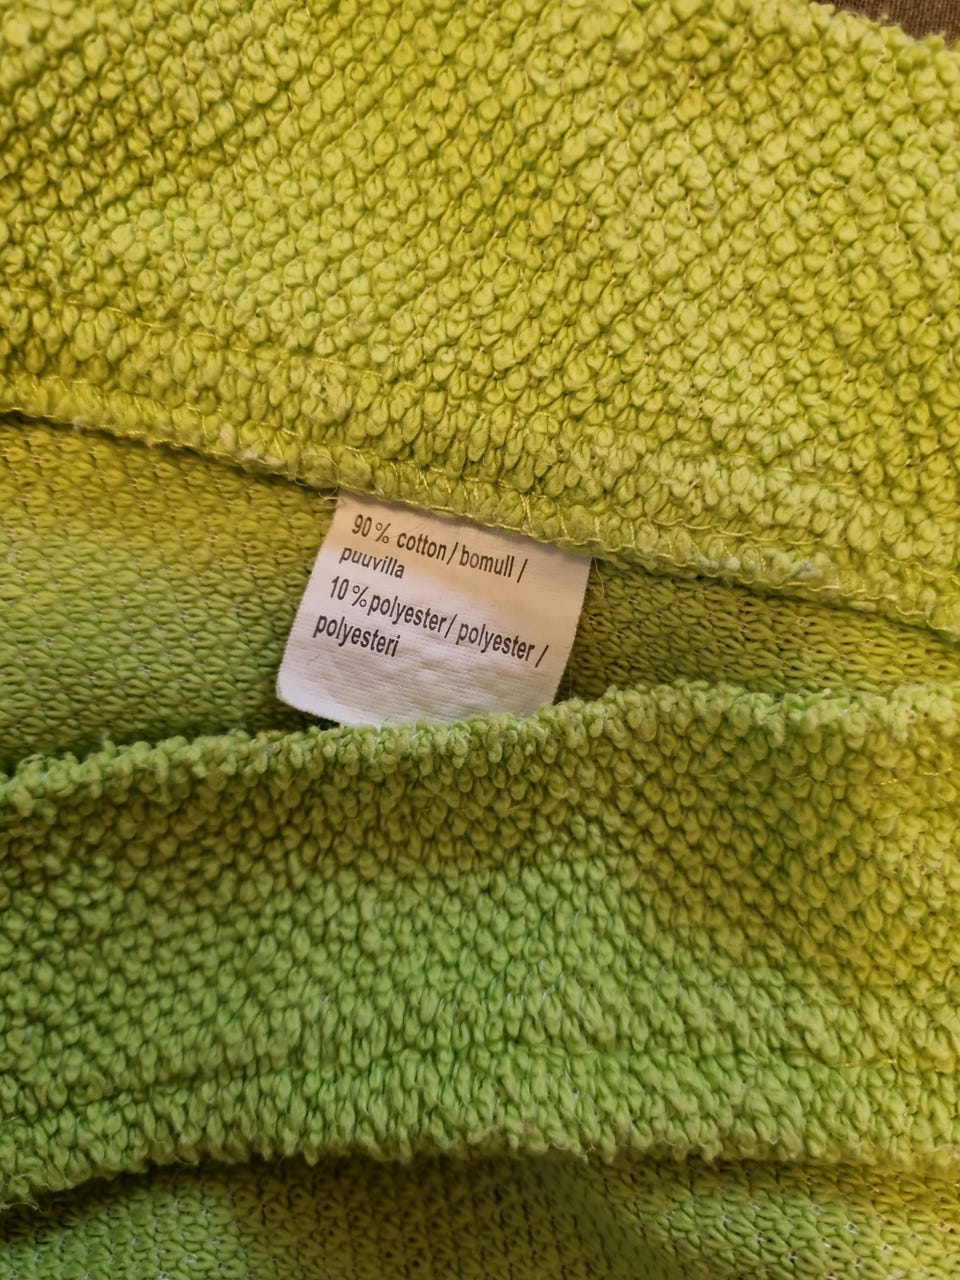 90% cotton / bomull /
puuvilla
10% polyester / polyester /
polyesteri